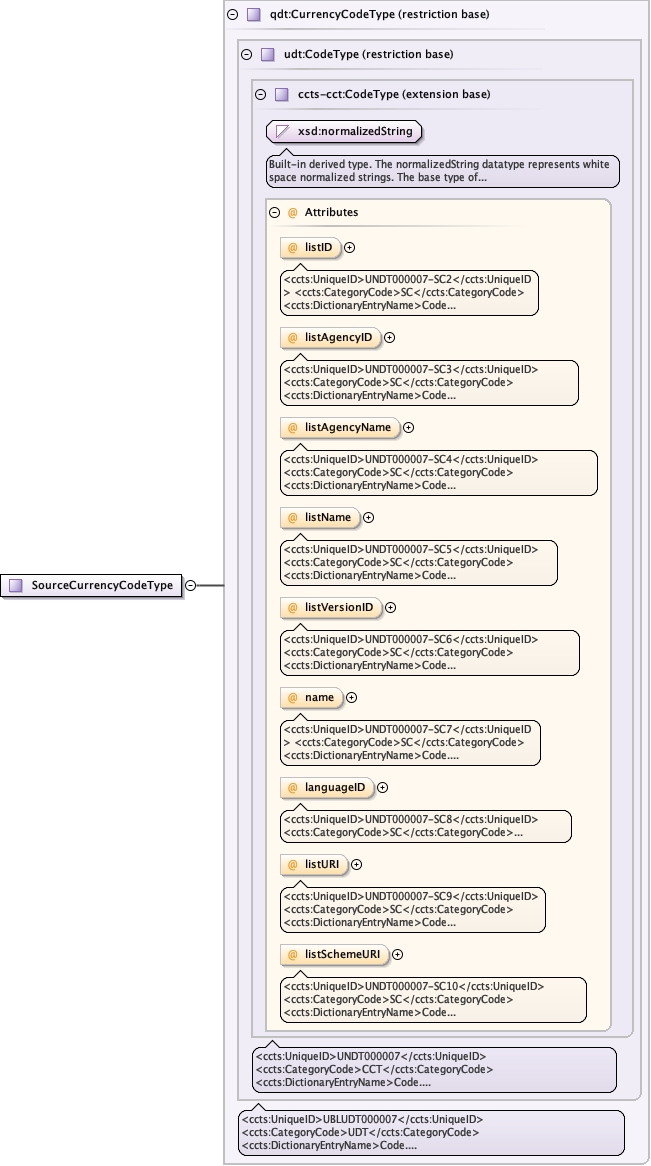 qdt:CurrencyCodeType (restriction base)
udt:CodeType (restriction base)
ccts-cct:CodeType (extension base)
xsd:normalizedString
Built-in derived type. The normalizedString datatype represents white
space normalized strings. The base type of...
@ Attributes
@ listID
<ccts:UniqueID>UNDT000007-SC2</ccts:UniqueID
> <ccts:CategoryCode>SC</ccts:CategoryCode>
<ccts:DictionaryEntryName>Code...
@ listAgencyID
<ccts:UniqueID>UNDT000007-SC3</ccts:UniqueID>
<ccts:CategoryCode>SC</ccts:CategoryCode>
<ccts:DictionaryEntryName>Code...
@ listAgencyName
<ccts:UniqueID>UNDT000007-SC4</ccts:UniqueID>
<ccts:CategoryCode>SC</ccts:CategoryCode>
<ccts:DictionaryEntryName>Code...
@ listName
<ccts:UniqueID>UNDT000007-SC5</ccts:UniqueID>
<ccts:CategoryCode>SC</ccts:CategoryCode>
<ccts:DictionaryEntryName>Code...
SourceCurrencyCodeType
@ listVersionID
<ccts:UniqueID>UNDT000007-SC6</ccts:UniqueID>
<ccts:CategoryCode>SC</ccts:CategoryCode>
<ccts:DictionaryEntryName>Code...
@ name
<ccts:UniqueID>UNDT000007-SC7</ccts:UniqueID
> <ccts:CategoryCode>SC</ccts:CategoryCode>
<ccts:DictionaryEntryName>Code....
@ languageID
<ccts:UniqueID>UNDT000007-SC8</ccts:UniqueID>
<ccts:CategoryCode>SC</ccts:CategoryCode>...
@ listURI
<ccts:UniqueID>UNDT000007-SC9</ccts:UniqueID>
<ccts:CategoryCode>SC</ccts:CategoryCode>
<ccts:DictionaryEntryName>Code...
@ listSchemeURI
<ccts:UniqueID>UNDT000007-SC10</ccts:UniqueID>
<ccts:CategoryCode>SC</ccts:CategoryCode>
<ccts:DictionaryEntryName>Code...
<ccts:UniqueID>UNDT000007</ccts:UniqueID>
<ccts:CategoryCode>CCT</ccts:CategoryCode>
<ccts:DictionaryEntryName>Code....
<ccts:UniqueID>UBLUDT000007</ccts:UniqueID>
<ccts:CategoryCode>UDT</ccts:CategoryCode>
<ccts:DictionaryEntryName>Code....